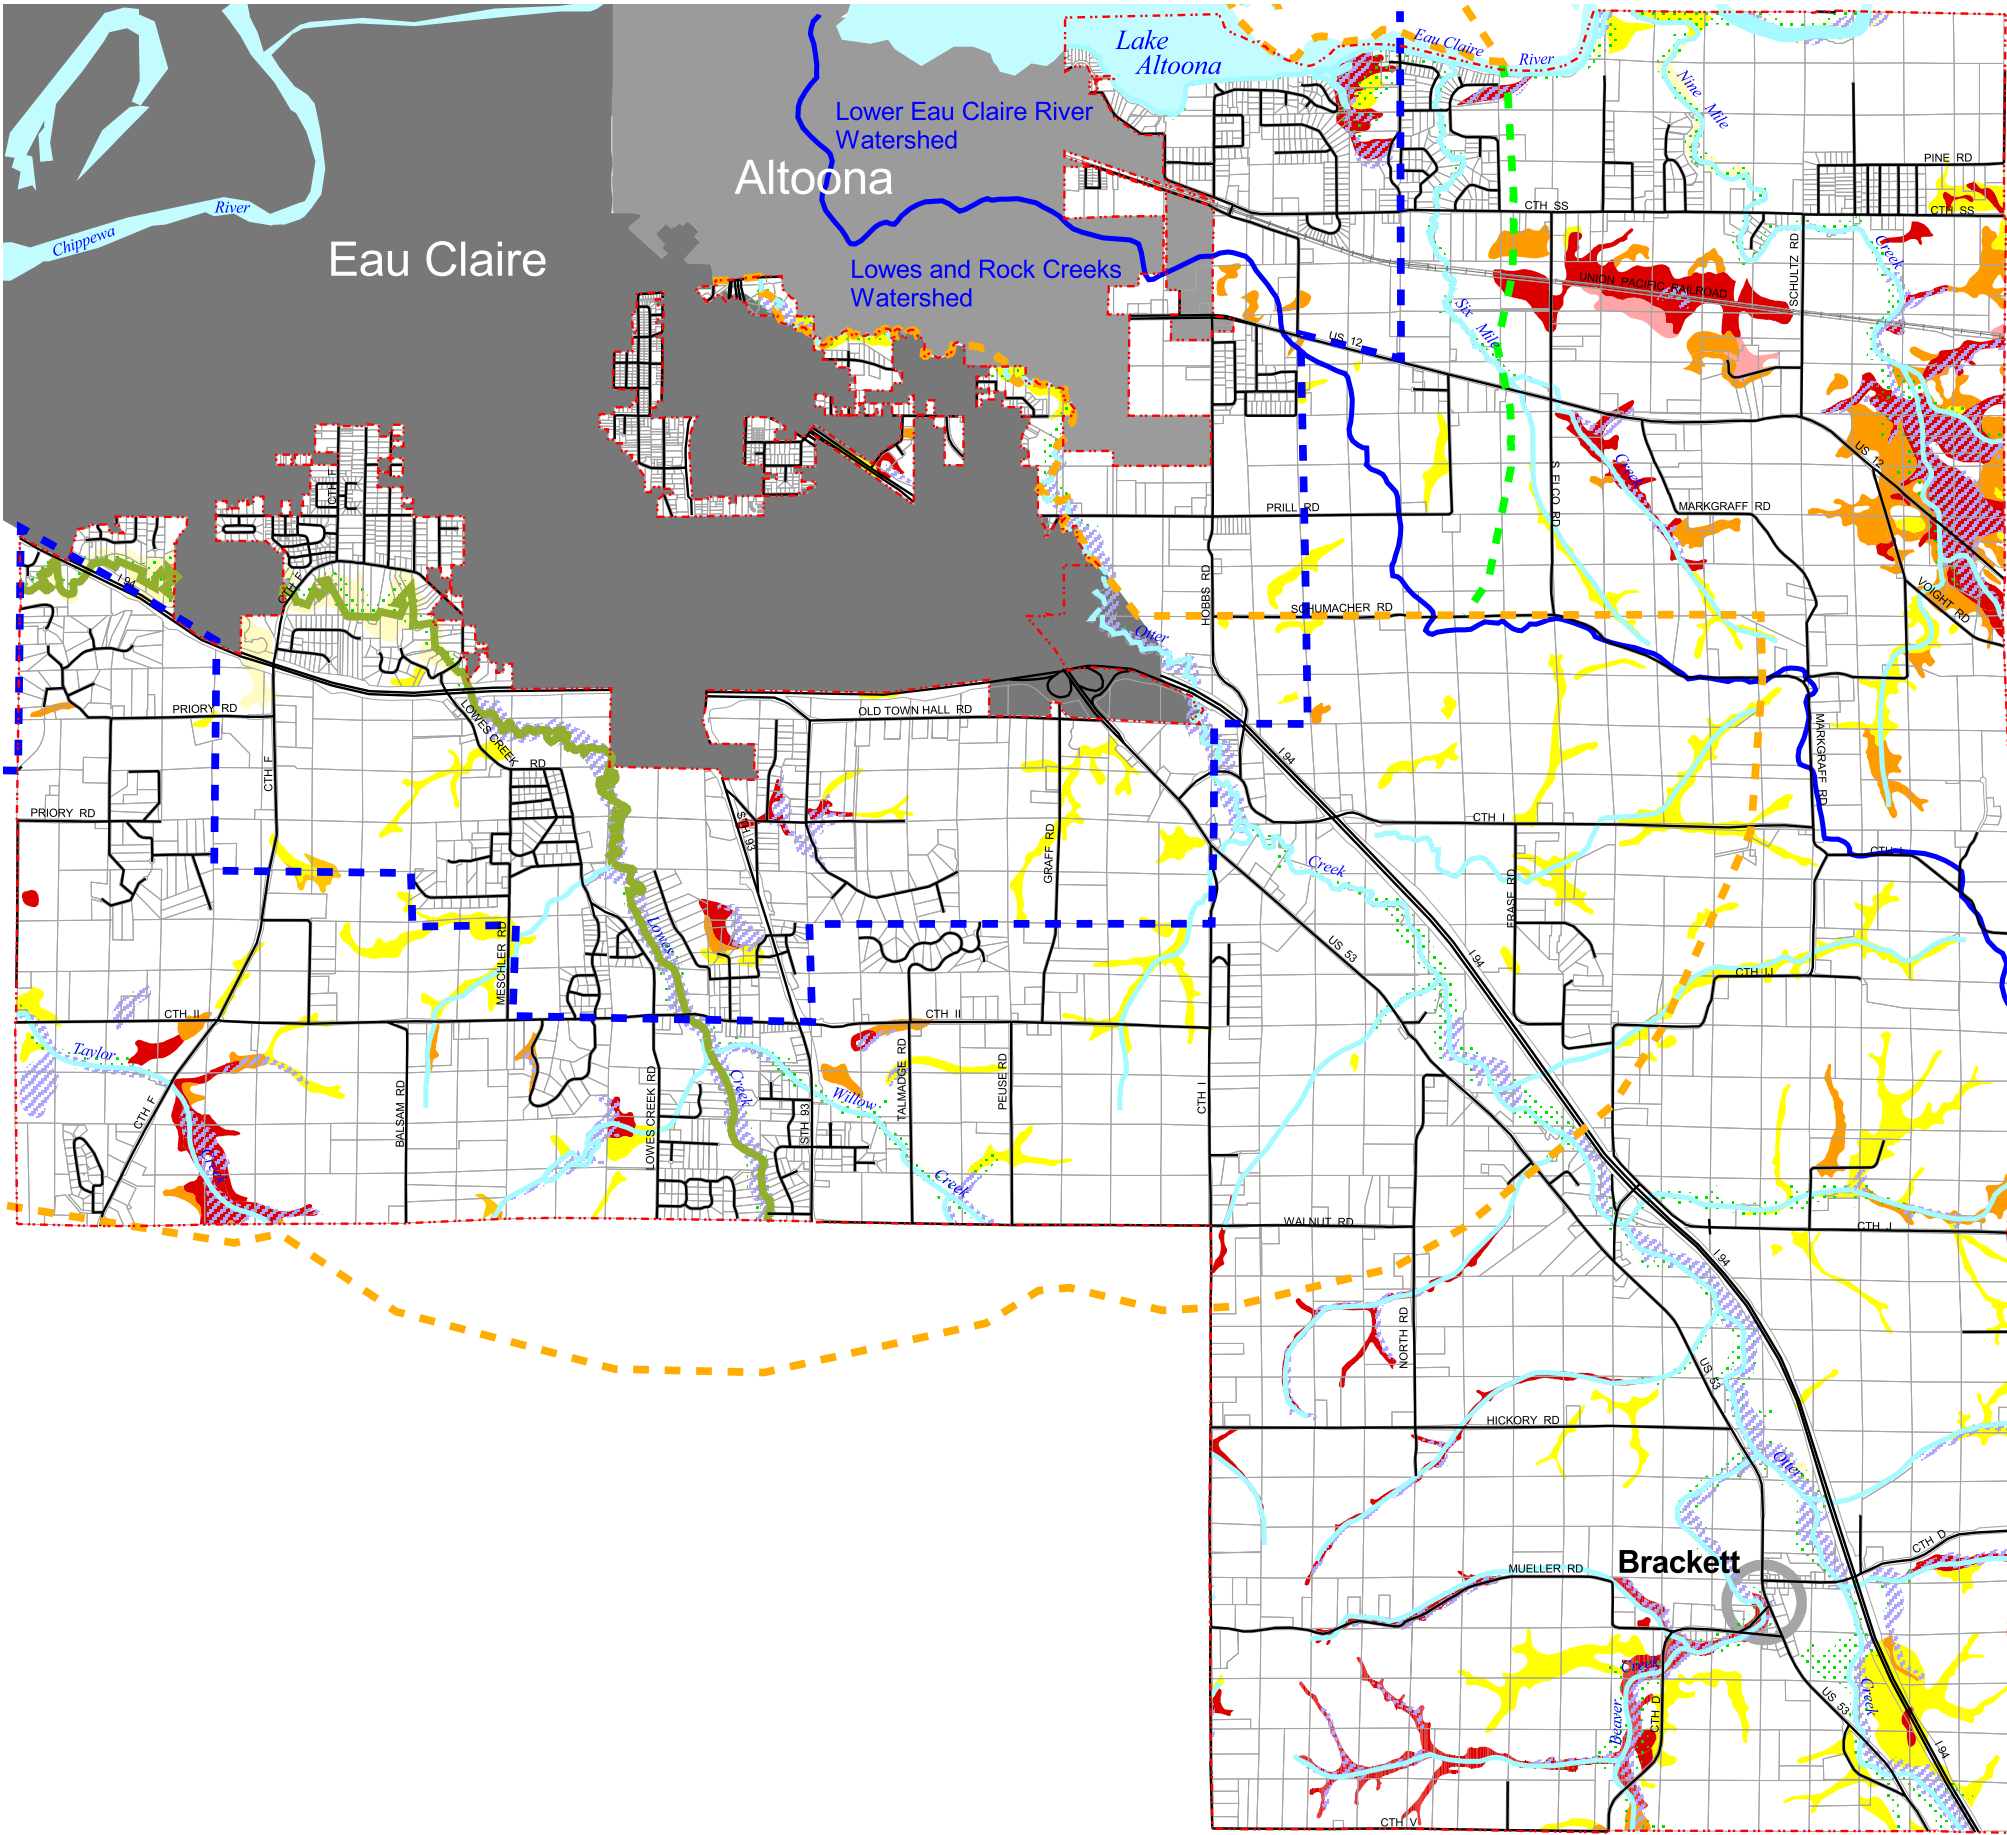 Lake
Altoona
Eau Claire
River
Nine Mile
Lower Eau Claire River
Watershed
Altoona
PINE RD
CTH SS
CTH SS
River
Chippewa
Eau Claire
Lowes and Rock Creeks
Watershed
Creek
SCHULTZ RD
UNION PACIFIC RAILROAD
Six Mile
US 12
US 12
Creek
CTH F
S ELCO RD
PRILL RD
MARKGRAFF RD
I 94
CTH F
HOBBS RD
SCHUMACHER RD
VOIGHT RD
Otter
PRIORY RD
LOWES CREEK
RD
OLD TOWN HALL RD
I 94
MARKGRAFF RD
CTH F
PRIORY RD
STH 93
GRAFF RD
CTH I
CTH I
Creek
FRASE RD
Lowes
MESCHLER RD
US 53
I 94
CTH JJ
CTH II
CTH II
Taylor
Creek
CTH F
BALSAM RD
LOWES CREEK RD
STH 93
Willow
TALMADGE RD
PEUSE RD
CTH I
Creek
Creek
WALNUT RD
CTH J
I 94
NORTH RD
US 53
HICKORY RD
Otter
CTH D
Brackett
MUELLER RD
Creek
Beaver
CTH D
Creek
US 53
I 94
CTH V